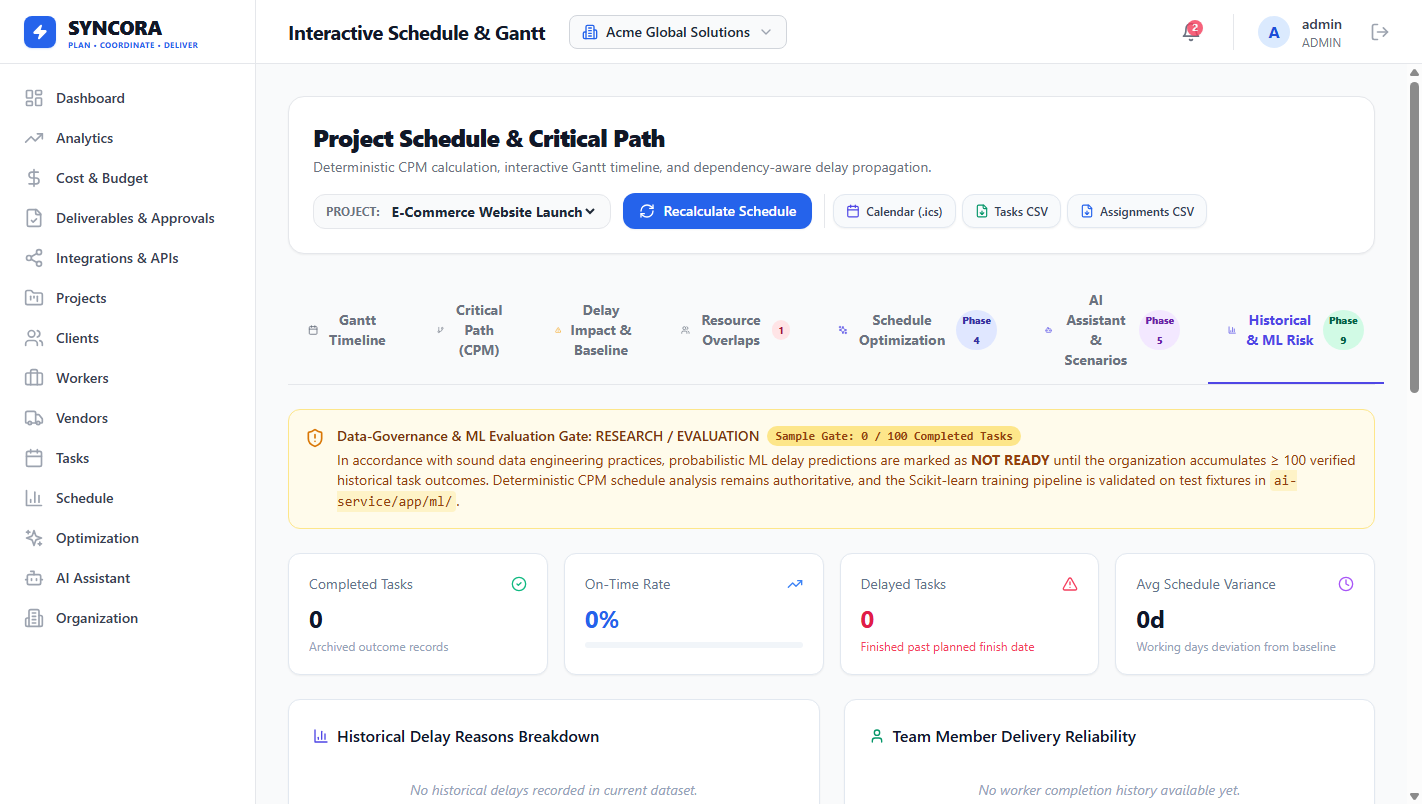 SYNCORA
PLAN • COORDINATE • DELIVER
Interactive Schedule & Gantt
Acme Global Solutions
2
A
admin
ADMIN
Dashboard
Analytics
Cost & Budget
Deliverables & Approvals
Integrations & APIs
Projects
Clients
Workers
Vendors
Tasks
Schedule
Optimization
AI Assistant
Organization
Project Schedule & Critical Path
Deterministic CPM calculation, interactive Gantt timeline, and dependency-aware delay propagation.
PROJECT: E-Commerce Website Launch
Recalculate Schedule
Calendar (.ics)
Tasks CSV
Assignments CSV
Gantt
Timeline
Critical
Path
(CPM)
Delay
Impact &
Baseline
Resource
Overlaps
1
Schedule
Optimization
Phase
4
AI
Assistant
&
Scenarios
Phase
5
Historical
& ML Risk
Phase
9
Data-Governance & ML Evaluation Gate: RESEARCH / EVALUATION Sample Gate: 0 / 100 Completed Tasks
In accordance with sound data engineering practices, probabilistic ML delay predictions are marked as NOT READY until the organization accumulates ≥ 100 verified
historical task outcomes. Deterministic CPM schedule analysis remains authoritative, and the Scikit-learn training pipeline is validated on test fixtures in ai-
service/app/ml/.
Completed Tasks
0
Archived outcome records
On-Time Rate
0%
Delayed Tasks
0
Finished past planned finish date
Avg Schedule Variance
0d
Working days deviation from baseline
Historical Delay Reasons Breakdown
No historical delays recorded in current dataset.
Team Member Delivery Reliability
No worker completion history available yet.